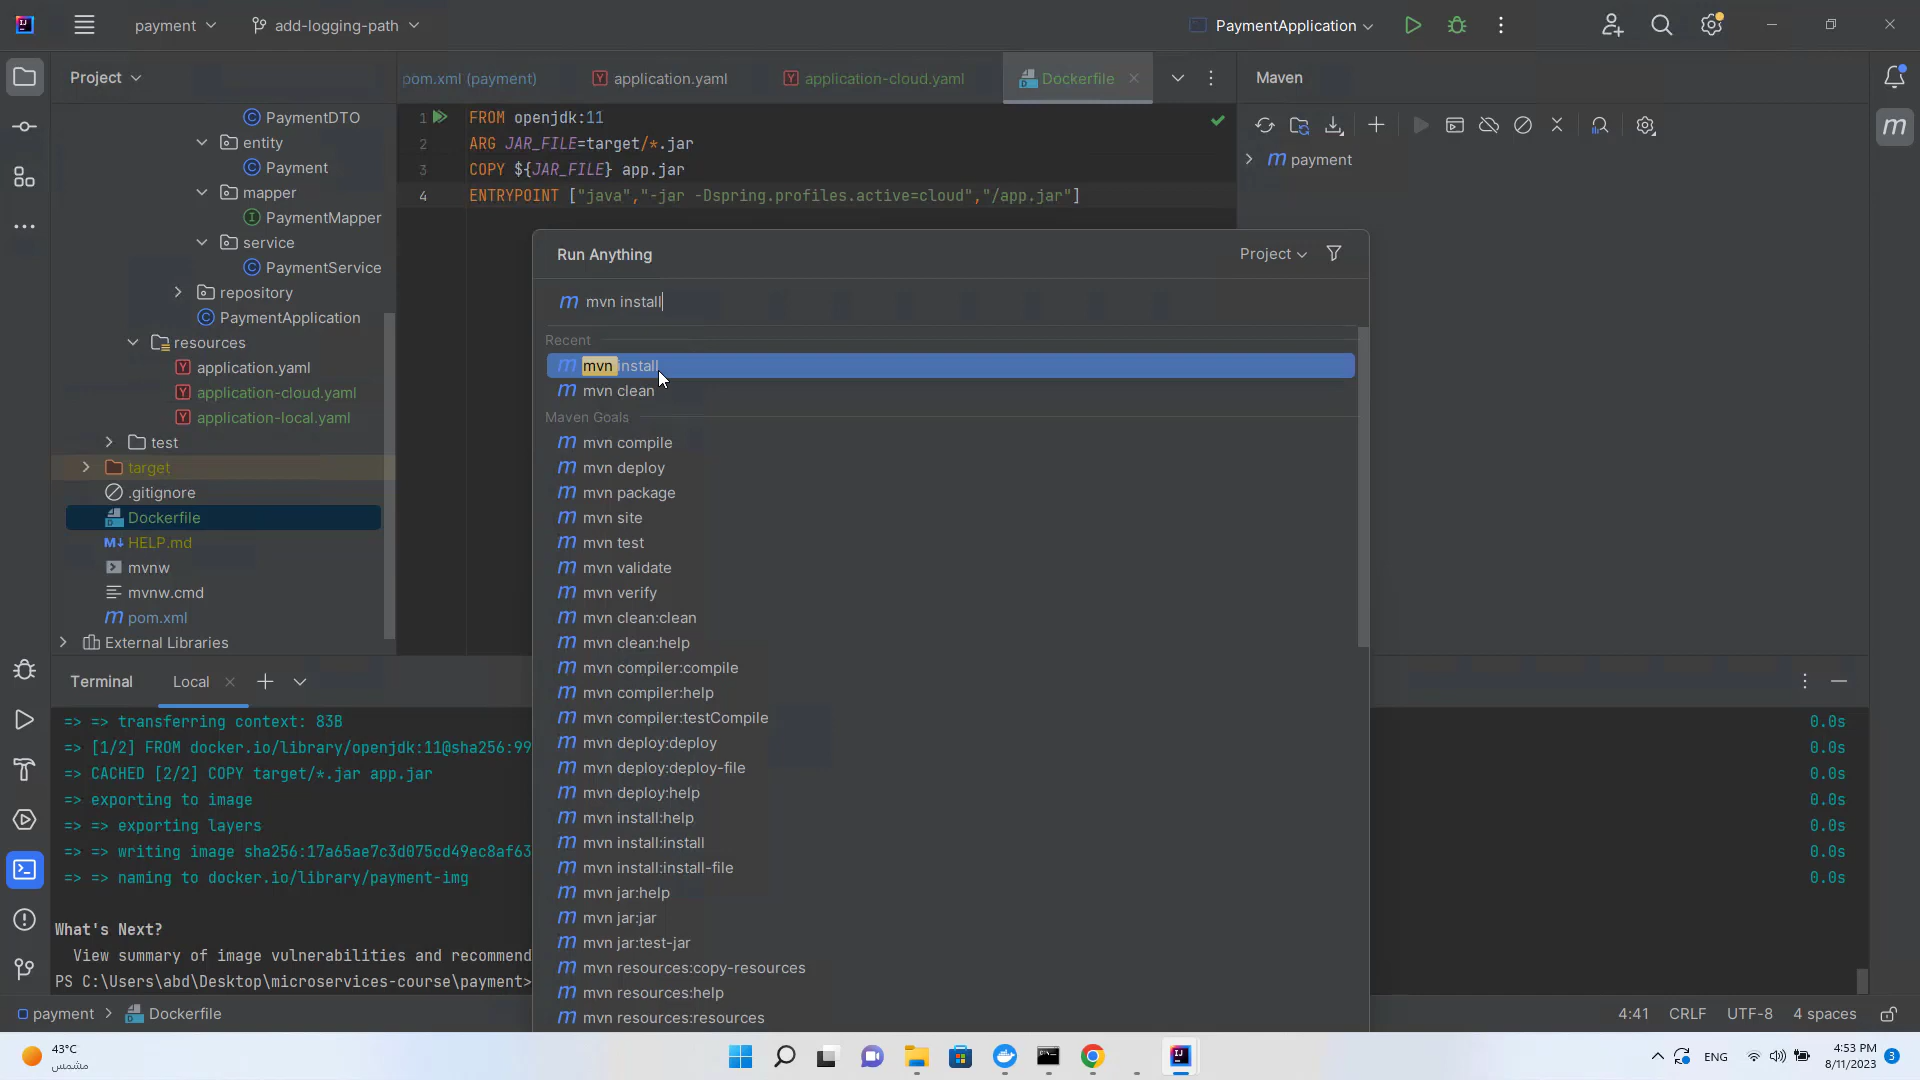 payment
add-logging-path
PaymentApplication
Project
pom.xml (payment)
application.yaml
application-cloud.yaml
Dockerfile
Maven
PaymentDTO
entity
Payment
mapper
PaymentMapper
service
PaymentService
repository
PaymentApplication
resources
application.yaml
application-cloud.yaml
application-local.yaml
test
target
.gitignore
Dockerfile
HELP.md
mvnw
mvnw.cmd
pom.xml
External Libraries
1 FROM openjdk:11
2 ARG JAR_FILE=target/*.jar
3 COPY ${JAR_FILE} app.jar
4 ENTRYPOINT ["java","-jar -Dspring.profiles.active=cloud","/app.jar"]
m payment
Run Anything
Project
m mvn install
Recent
m mvn install
m mvn clean
Maven Goals
m mvn compile
m mvn deploy
m mvn package
m mvn site
m mvn test
m mvn validate
m mvn verify
m mvn clean:clean
m mvn clean:help
m mvn compiler:compile
m mvn compiler:help
m mvn compiler:testCompile
m mvn deploy:deploy
m mvn deploy:deploy-file
m mvn deploy:help
m mvn install:help
m mvn install:install
m mvn install:install-file
m mvn jar:help
m mvn jar:jar
m mvn jar:test-jar
m mvn resources:copy-resources
m mvn resources:help
m mvn resources:resources
Terminal
Local
=> => transferring context: 83B 0.0s
=> [1/2] FROM docker.io/library/openjdk:11@sha256:99 0.0s
=> CACHED [2/2] COPY target/*.jar app.jar 0.0s
=> exporting to image 0.0s
=> => exporting layers 0.0s
=> => writing image sha256:17a65ae7c3d075cd49ec8af63 0.0s
=> => naming to docker.io/library/payment-img 0.0s
What's Next?
View summary of image vulnerabilities and recommend
PS C:\Users\abd\Desktop\microservices-course\payment>
payment > Dockerfile
4:41 CRLF UTF-8 4 spaces
43°C
مشمس
ENG
4:53 PM
8/11/2023
3